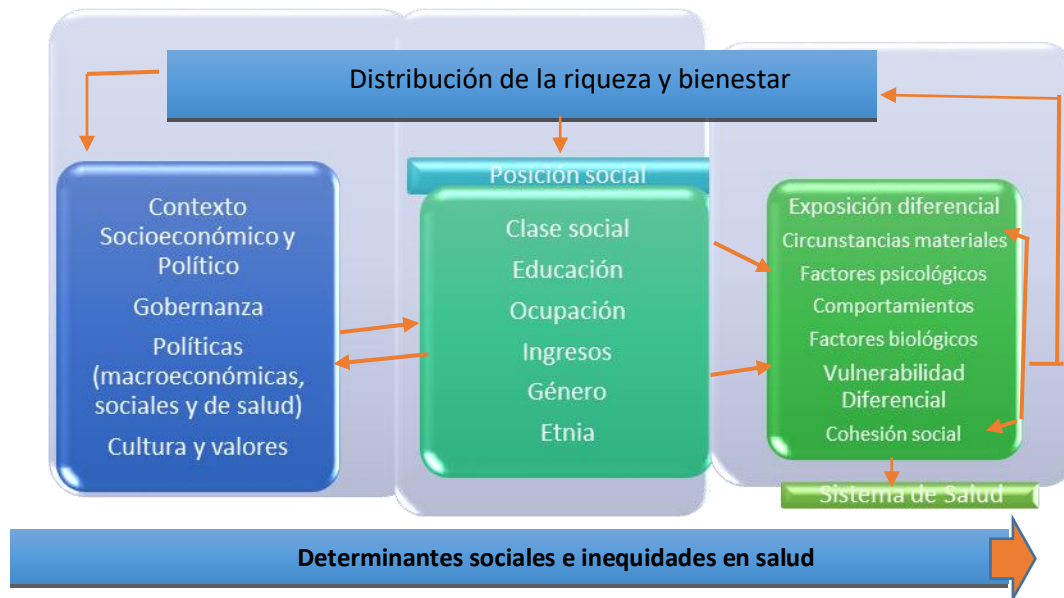 Distribución de la riqueza y bienestar
Contexto
Socioeconómico y
Político
Gobernanza
Políticas
(macroeconómicas,
sociales y de salud)
Cultura y valores
Posición social
Clase social
Educación
Ocupación
Ingresos
Género
Etnia
Exposición diferencial
Circunstancias materiales
Factores psicológicos
Comportamientos
Factores biológicos
Vulnerabilidad
Diferencial
Cohesión social
Sistema de Salud
Determinantes sociales e inequidades en salud